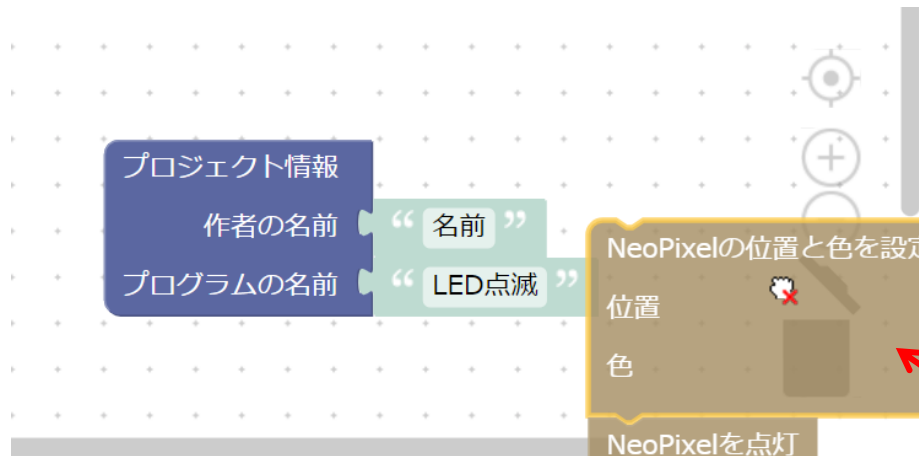 プロジェクト情報
作者の名前 “ 名前 ”
プログラムの名前 “ LED点滅 ”
NeoPixelの位置と色を設定
位置
色
NeoPixelを点灯